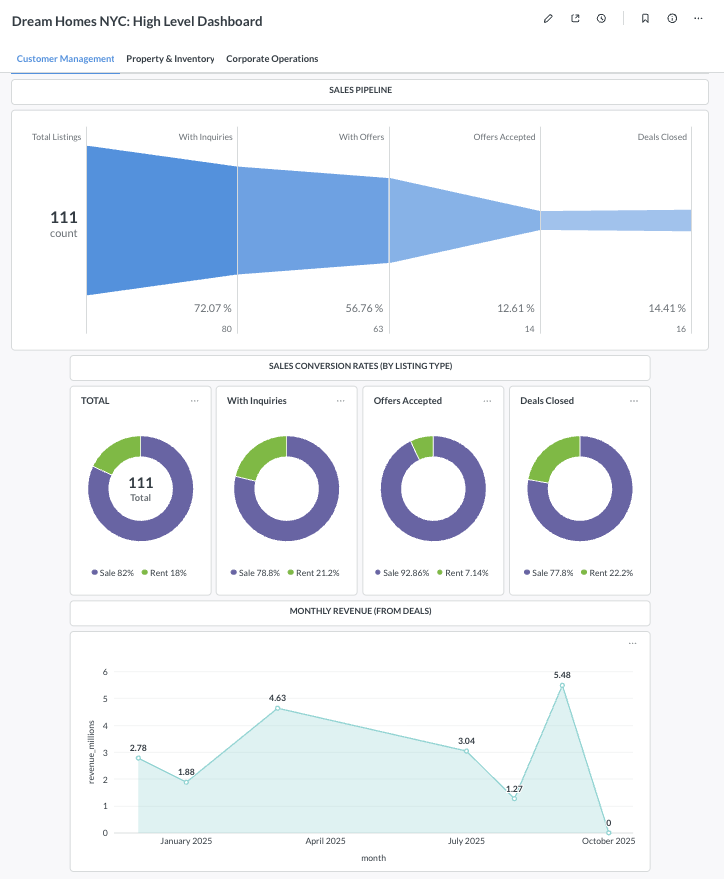 Dream Homes NYC: High Level Dashboard
Customer Management Property & Inventory Corporate Operations
SALES PIPELINE
Total Listings With Inquiries With Offers Offers Accepted Deals Closed
111
count
72.07 % 56.76 % 12.61 % 14.41 %
80 63 14 16
SALES CONVERSION RATES (BY LISTING TYPE)
TOTAL With Inquiries Offers Accepted Deals Closed
111
Total
Sale 82% Rent 18% Sale 78.8% Rent 21.2% Sale 92.86% Rent 7.14% Sale 77.8% Rent 22.2%
MONTHLY REVENUE (FROM DEALS)
6
5.48
5
4.63
4
3.04
3
2.78
2
1.88
1.27
1
0
0
revenue_millions
January 2025 April 2025 July 2025 October 2025
month